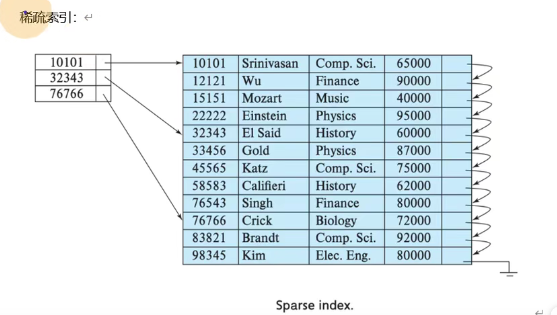 稀疏索引：
10101
32343
76766
10101 Srinivasan Comp. Sci. 65000
12121 Wu Finance 90000
15151 Mozart Music 40000
22222 Einstein Physics 95000
32343 El Said History 60000
33456 Gold Physics 87000
45565 Katz Comp. Sci. 75000
58583 Califieri History 62000
76543 Singh Finance 80000
76766 Crick Biology 72000
83821 Brandt Comp. Sci. 92000
98345 Kim Elec. Eng. 80000
Sparse index.